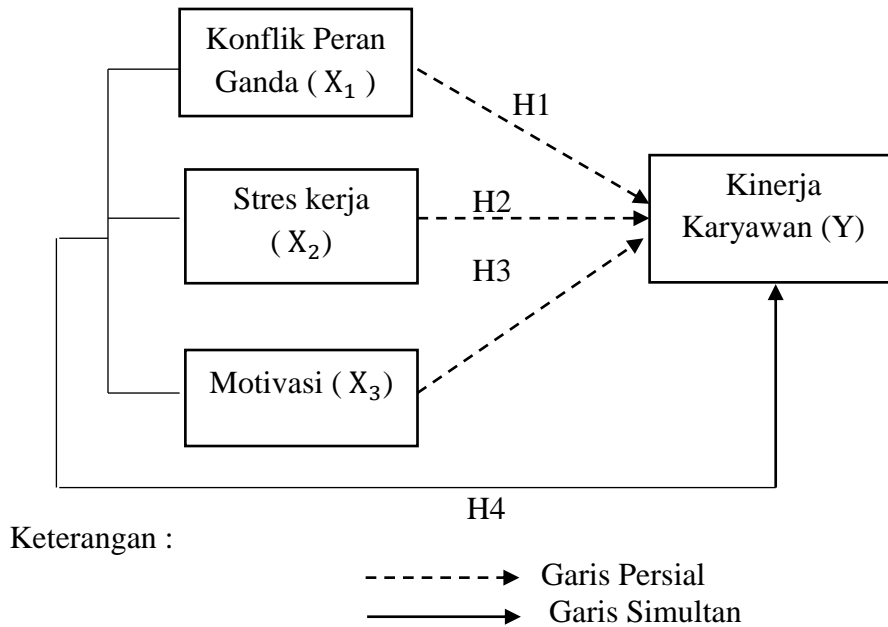 Konflik Peran
Ganda ( X₁ )
H1
Stres kerja
( X₂)
H2
Kinerja
Karyawan (Y)
H3
Motivasi ( X₃)
H4
Keterangan :
Garis Persial
Garis Simultan